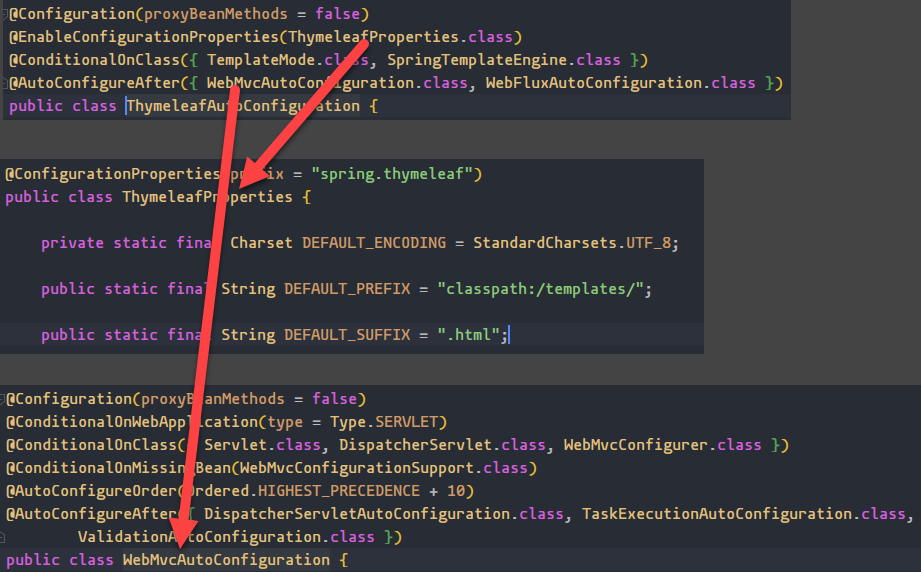 @Configuration(proxyBeanMethods = false)
@EnableConfigurationProperties(ThymeleafProperties.class)
@ConditionalOnClass({ TemplateMode.class, SpringTemplateEngine.class })
@AutoConfigureAfter({ WebMvcAutoConfiguration.class, WebFluxAutoConfiguration.class })
public class ThymeleafAutoConfiguration {
@ConfigurationProperties(prefix = "spring.thymeleaf")
public class ThymeleafProperties {
private static final Charset DEFAULT_ENCODING = StandardCharsets.UTF_8;
public static final String DEFAULT_PREFIX = "classpath:/templates/";
public static final String DEFAULT_SUFFIX = ".html";
@Configuration(proxyBeanMethods = false)
@ConditionalOnWebApplication(type = Type.SERVLET)
@ConditionalOnClass({ Servlet.class, DispatcherServlet.class, WebMvcConfigurer.class })
@ConditionalOnMissingBean(WebMvcConfigurationSupport.class)
@AutoConfigureOrder(Ordered.HIGHEST_PRECEDENCE + 10)
@AutoConfigureAfter({ DispatcherServletAutoConfiguration.class, TaskExecutionAutoConfiguration.class,
ValidationAutoConfiguration.class })
public class WebMvcAutoConfiguration {